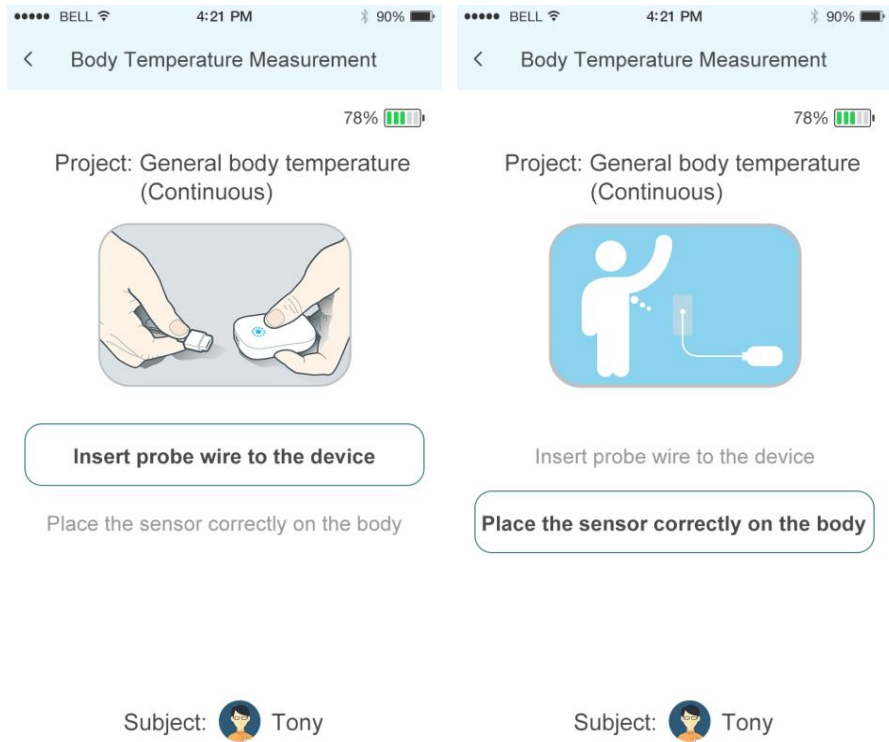 BELL 4:21 PM 90%
Body Temperature Measurement
78%
Project: General body temperature
(Continuous)
Insert probe wire to the device
Place the sensor correctly on the body
Subject: Tony
BELL 4:21 PM 90%
Body Temperature Measurement
78%
Project: General body temperature
(Continuous)
Insert probe wire to the device
Place the sensor correctly on the body
Subject: Tony